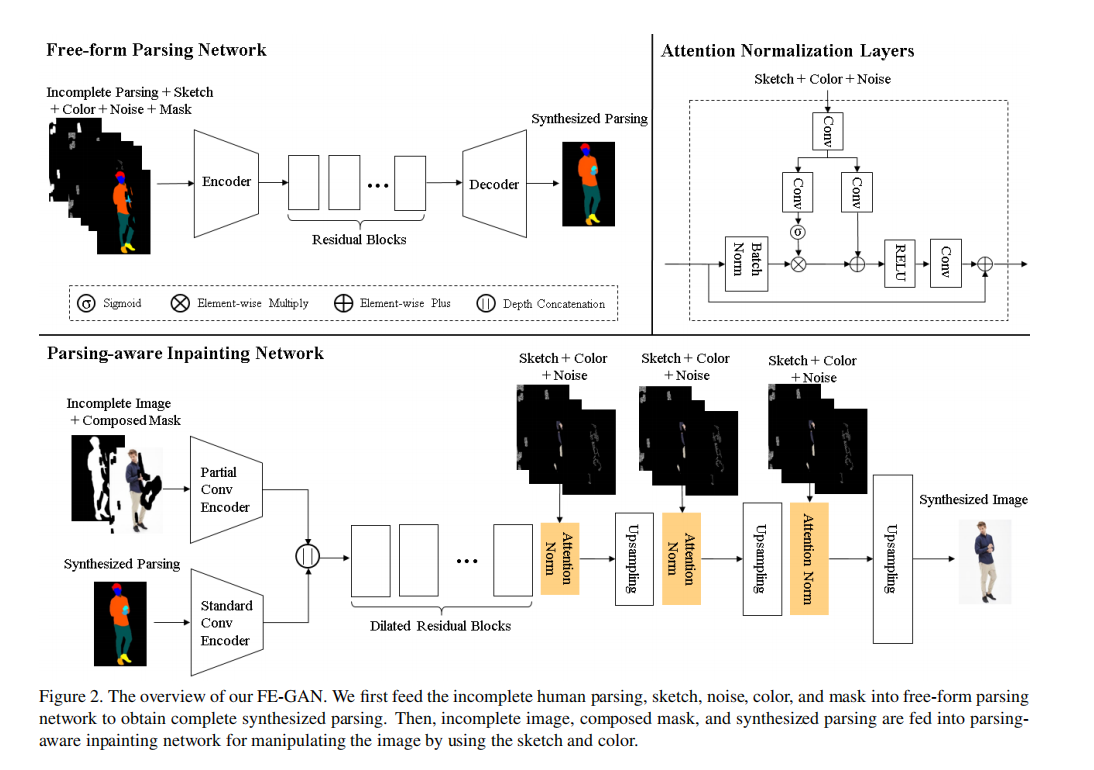 Free-form Parsing Network
Incomplete Parsing + Sketch
+ Color + Noise + Mask
Encoder
Residual Blocks
Decoder
Synthesized Parsing
σ Sigmoid
Element-wise Multiply
Element-wise Plus
Depth Concatenation
Attention Normalization Layers
Sketch + Color + Noise
Conv
Conv
Conv
σ
Batch
Norm
RELU
Conv
Parsing-aware Inpainting Network
Incomplete Image
+ Composed Mask
Partial
Conv
Encoder
Synthesized Parsing
Standard
Conv
Encoder
Dilated Residual Blocks
Sketch + Color
+ Noise
Attention
Norm
Upsampling
Sketch + Color
+ Noise
Attention
Norm
Upsampling
Sketch + Color
+ Noise
Attention Norm
Upsampling
Synthesized Image
Figure 2. The overview of our FE-GAN. We first feed the incomplete human parsing, sketch, noise, color, and mask into free-form parsing
network to obtain complete synthesized parsing. Then, incomplete image, composed mask, and synthesized parsing are fed into parsing-
aware inpainting network for manipulating the image by using the sketch and color.